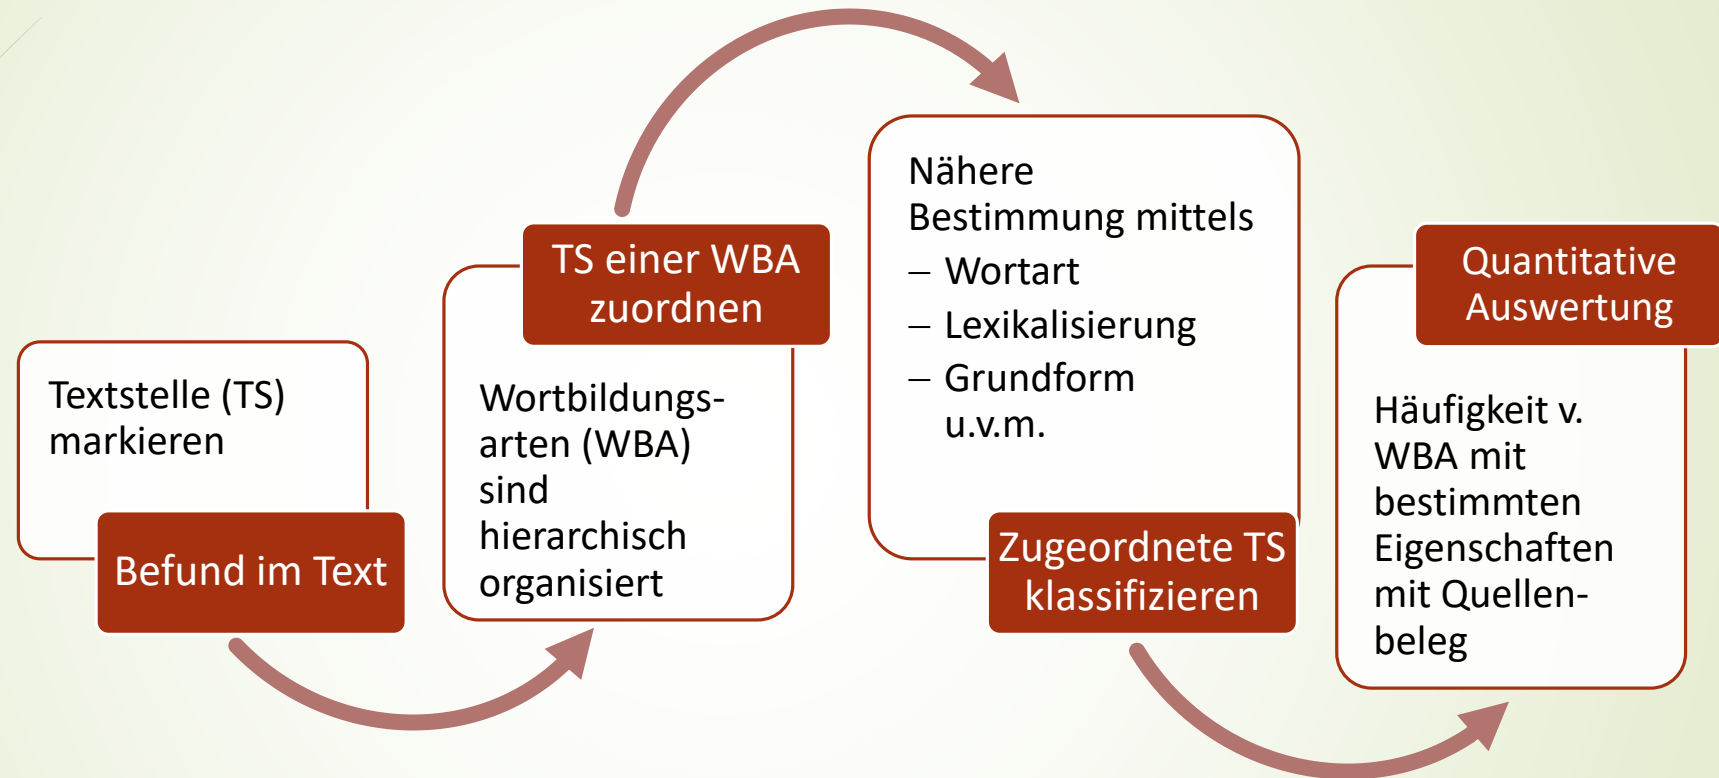 Textstelle (TS)
markieren
Befund im Text
TS einer WBA
zuordnen
Wortbildungs-
arten (WBA)
sind
hierarchisch
organisiert
Nähere
Bestimmung mittels
– Wortart
– Lexikalisierung
– Grundform
u.v.m.
Zugeordnete TS
klassifizieren
Quantitative
Auswertung
Häufigkeit v.
WBA mit
bestimmten
Eigenschaften
mit Quellen-
beleg